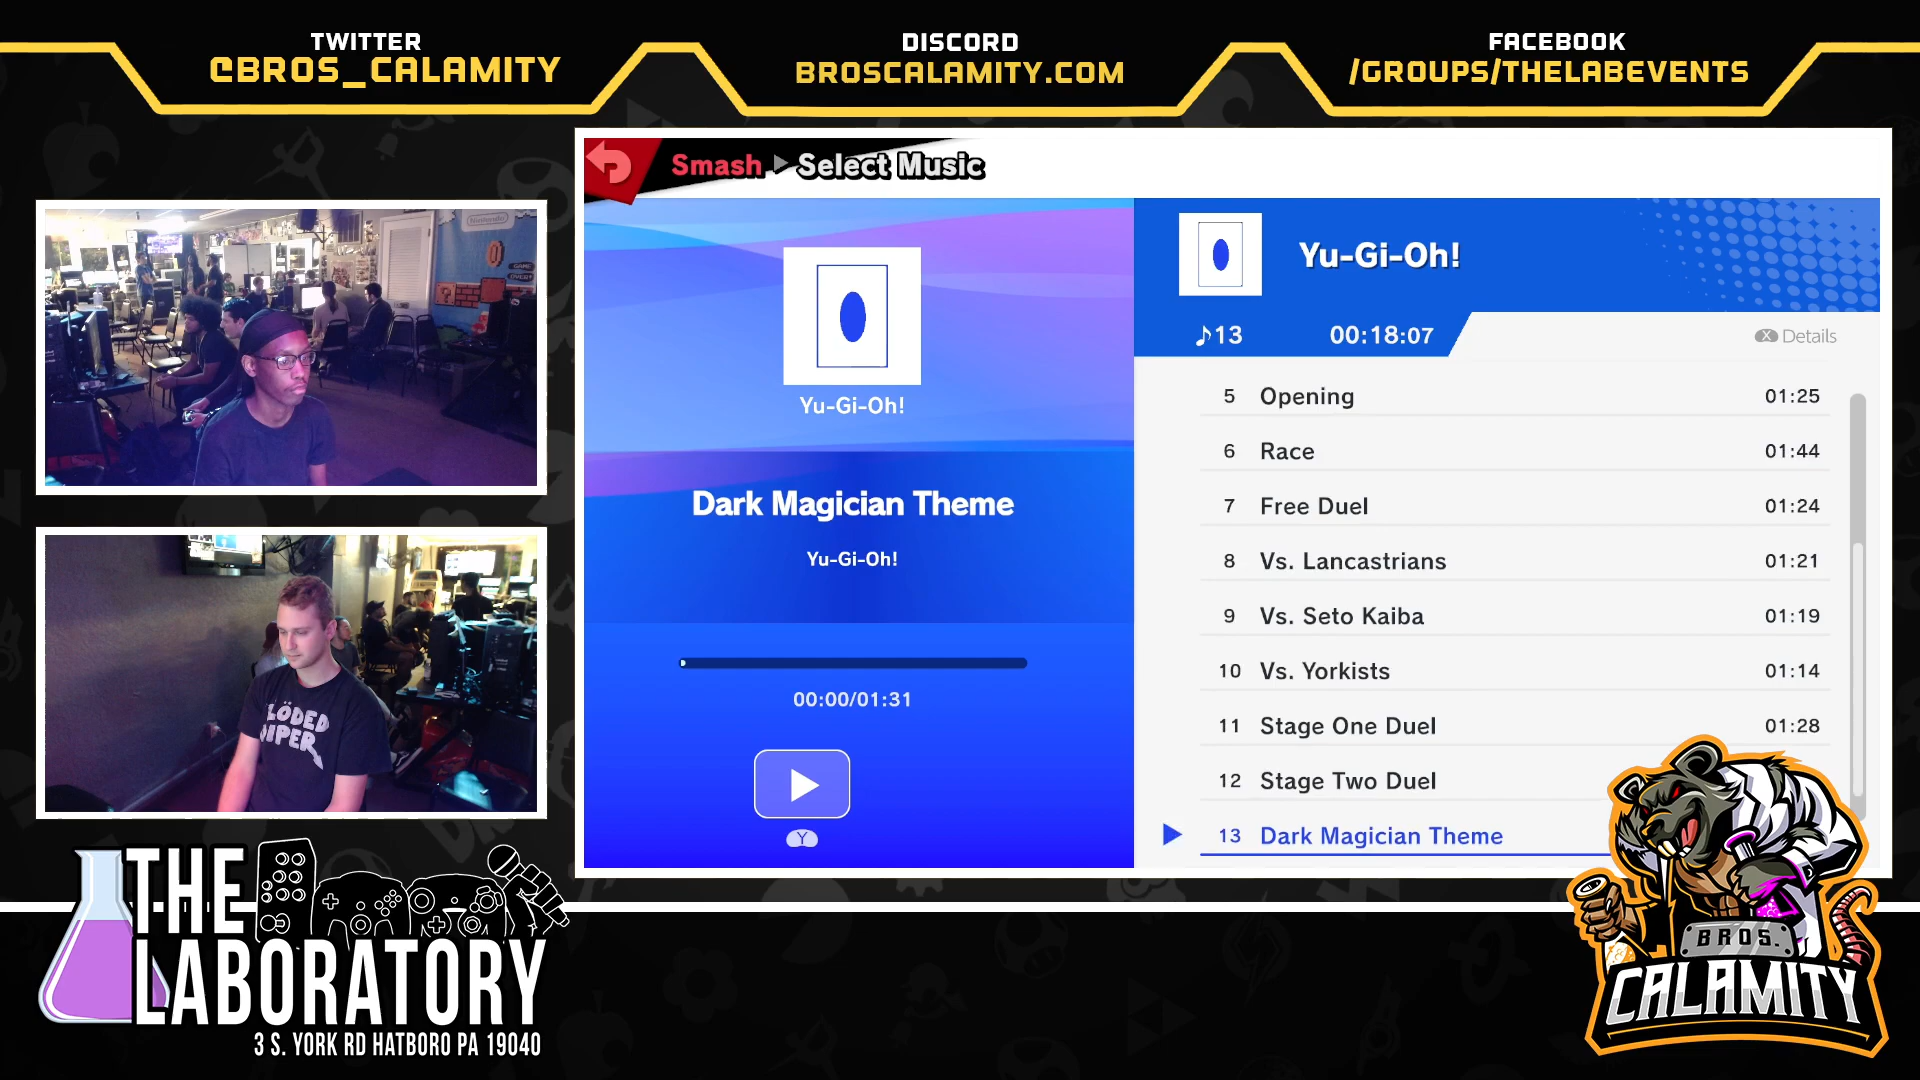 TWITTER
@BROS_CALAMITY
DISCORD
BROSCALAMITY.COM
FACEBOOK
/GROUPS/THELABEVENTS
Smash
Select Music
Yu-Gi-Oh!
Dark Magician Theme
Yu-Gi-Oh!
00:00/01:31
Y
Yu-Gi-Oh!
13
00:18:07
X Details
5 Opening 01:25
6 Race 01:44
7 Free Duel 01:24
8 Vs. Lancastrians 01:21
9 Vs. Seto Kaiba 01:19
10 Vs. Yorkists 01:14
11 Stage One Duel 01:28
12 Stage Two Duel
13 Dark Magician Theme
GAME OVER!
LÖDED
IPER
THE
LABORATORY
3 S. YORK RD HATBORO PA 19040
BROS.
CALAMITY